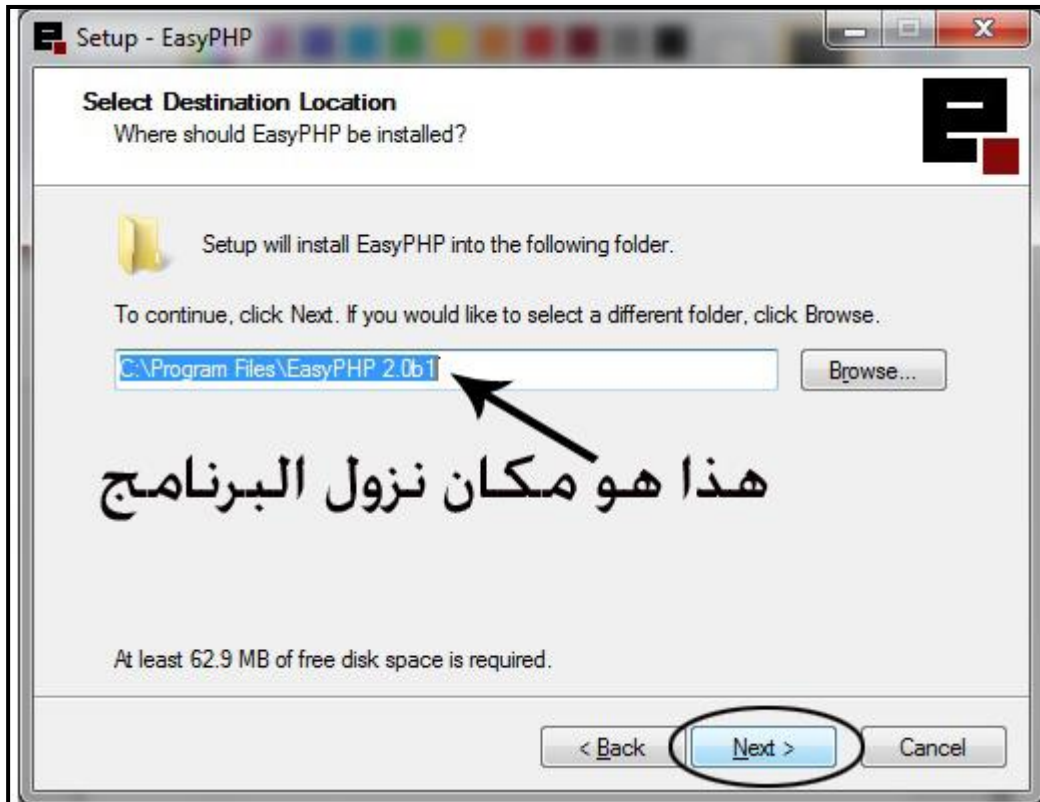 Setup - EasyPHP
Select Destination Location
Where should EasyPHP be installed?
Setup will install EasyPHP into the following folder.
To continue, click Next. If you would like to select a different folder, click Browse.
C:\Program Files\EasyPHP 2.0b1
Browse...
هذا هو مكان نزول البرنامج
At least 62.9 MB of free disk space is required.
< Back Next > Cancel